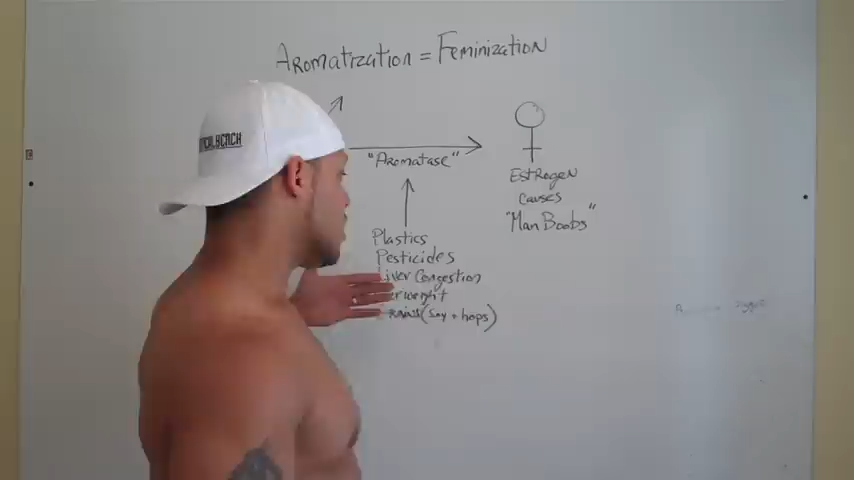 Aromatization = Feminization
"Aromatase"
Estrogen
causes
"Man Boobs"
Plastics
Pesticides
Liver Congestion
(Soy + hops)